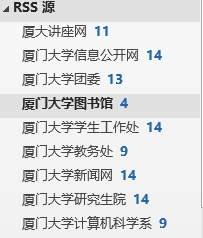 RSS 源
厦大讲座网 11
厦门大学信息公开网 14
厦门大学团委 13
厦门大学图书馆 4
厦门大学学生工作处 14
厦门大学教务处 9
厦门大学新闻网 14
厦门大学研究生院 14
厦门大学计算机科学系 9